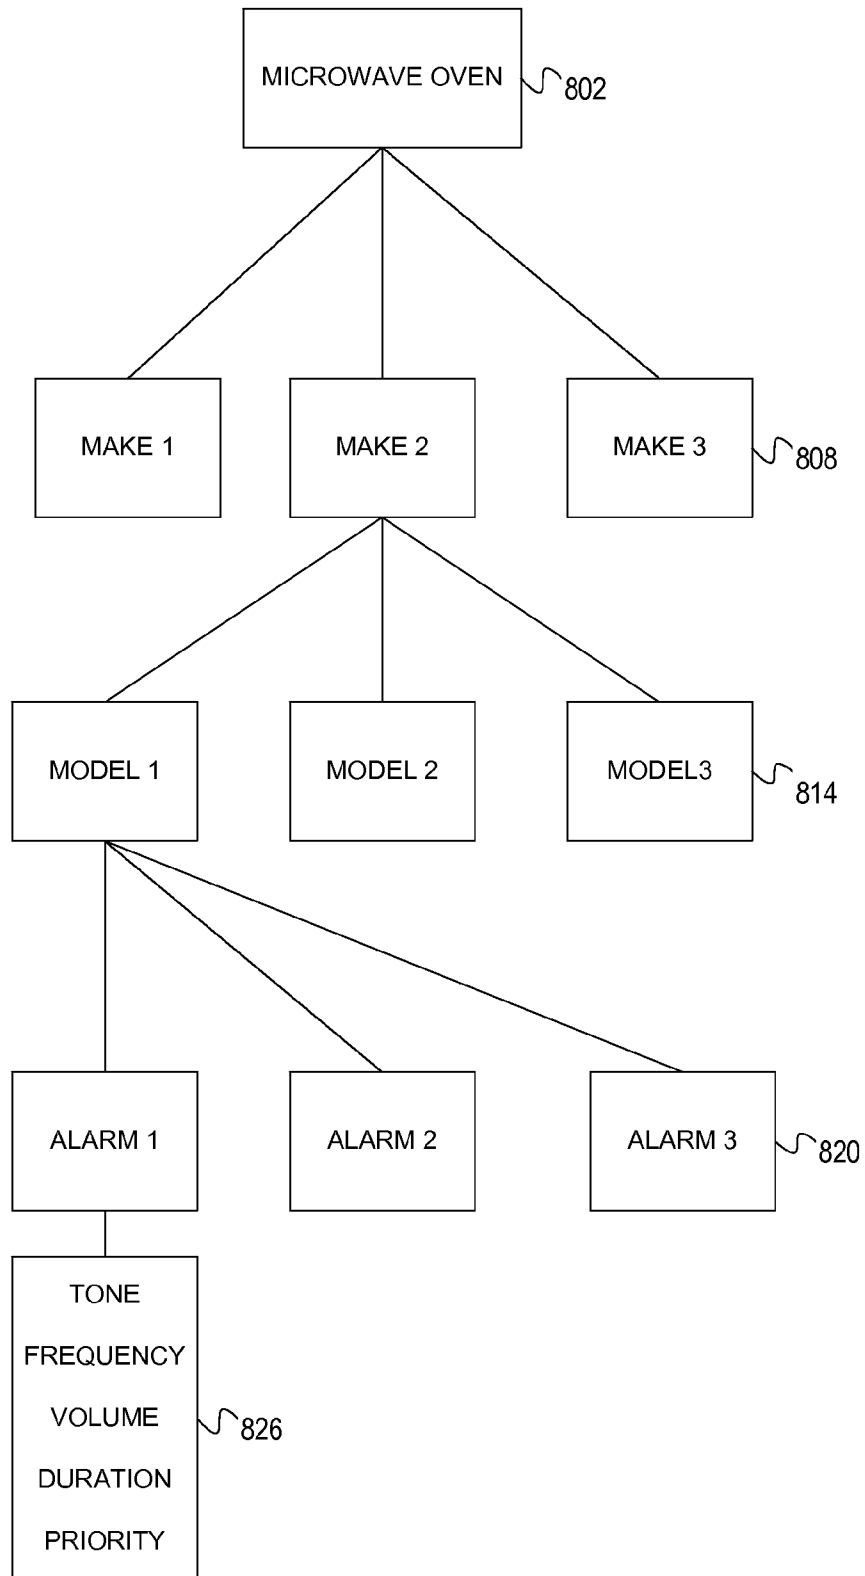 MICROWAVE OVEN
802
MAKE 1
MAKE 2
MAKE 3
808
MODEL 1
MODEL 2
MODEL3
814
ALARM 1
ALARM 2
ALARM 3
820
TONE
FREQUENCY
VOLUME
826
DURATION
PRIORITY